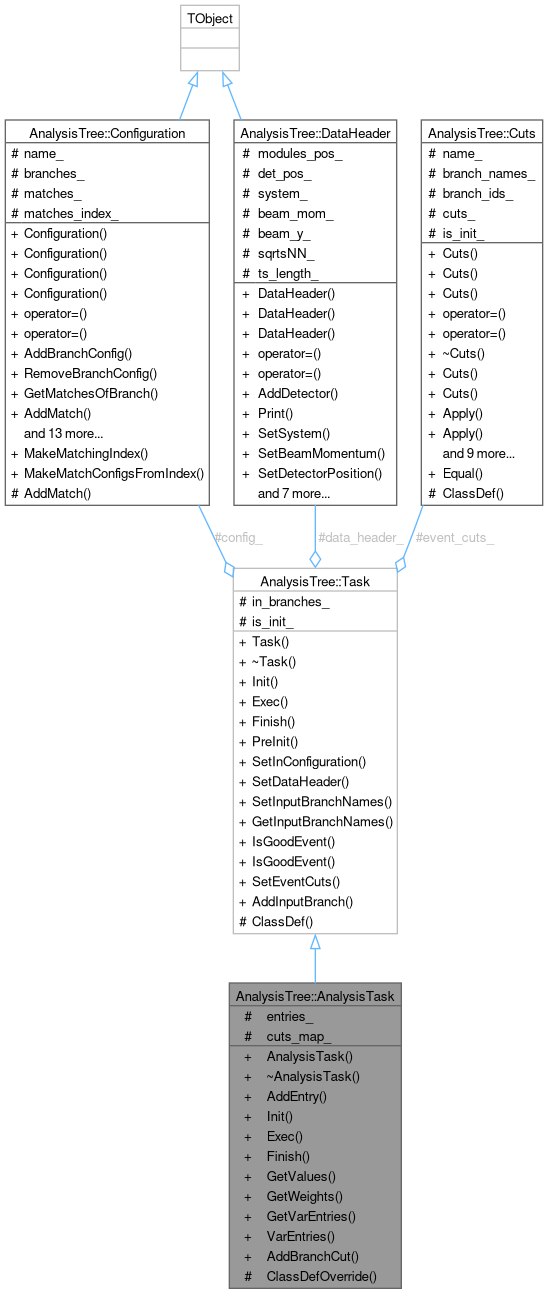 TObject
AnalysisTree::Configuration
# name_
# branches_
# matches_
# matches_index_
+ Configuration()
+ Configuration()
+ Configuration()
+ Configuration()
+ operator=()
+ operator=()
+ AddBranchConfig()
+ RemoveBranchConfig()
+ GetMatchesOfBranch()
+ AddMatch()
and 13 more...
+ MakeMatchingIndex()
+ MakeMatchConfigsFromIndex()
# AddMatch()
AnalysisTree::DataHeader
# modules_pos_
# det_pos_
# system_
# beam_mom_
# beam_y_
# sqrtsNN_
# ts_length_
+ DataHeader()
+ DataHeader()
+ DataHeader()
+ operator=()
+ operator=()
+ AddDetector()
+ Print()
+ SetSystem()
+ SetBeamMomentum()
+ SetDetectorPosition()
and 7 more...
AnalysisTree::Cuts
# name_
# branch_names_
# branch_ids_
# cuts_
# is_init_
+ Cuts()
+ Cuts()
+ Cuts()
+ operator=()
+ operator=()
+ ~Cuts()
+ Cuts()
+ Cuts()
+ Apply()
+ Apply()
and 9 more...
+ Equal()
# ClassDef()
#config_
#data_header_
#event_cuts_
AnalysisTree::Task
# in_branches_
# is_init_
+ Task()
+ ~Task()
+ Init()
+ Exec()
+ Finish()
+ PreInit()
+ SetInConfiguration()
+ SetDataHeader()
+ SetInputBranchNames()
+ GetInputBranchNames()
+ IsGoodEvent()
+ IsGoodEvent()
+ SetEventCuts()
+ AddInputBranch()
# ClassDef()
AnalysisTree::AnalysisTask
# entries_
# cuts_map_
+ AnalysisTask()
+ ~AnalysisTask()
+ AddEntry()
+ Init()
+ Exec()
+ Finish()
+ GetValues()
+ GetWeights()
+ GetVarEntries()
+ VarEntries()
+ AddBranchCut()
# ClassDefOverride()